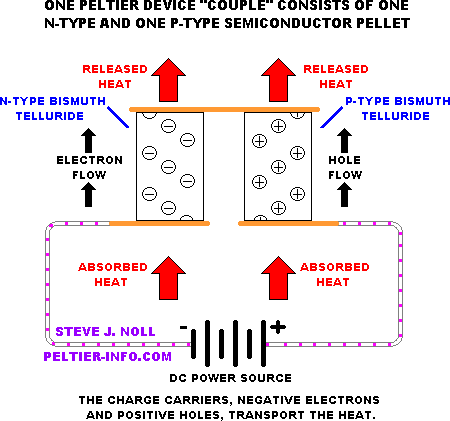 ONE PELTIER DEVICE "COUPLE" CONSISTS OF ONE
N-TYPE AND ONE P-TYPE SEMICONDUCTOR PELLET
RELEASED
HEAT
RELEASED
HEAT
N-TYPE BISMUTH
TELLURIDE
P-TYPE BISMUTH
TELLURIDE
ELECTRON
FLOW
HOLE
FLOW
ABSORBED
HEAT
ABSORBED
HEAT
STEVE J. NOLL
PELTIER-INFO.COM
- +
DC POWER SOURCE
THE CHARGE CARRIERS, NEGATIVE ELECTRONS
AND POSITIVE HOLES, TRANSPORT THE HEAT.